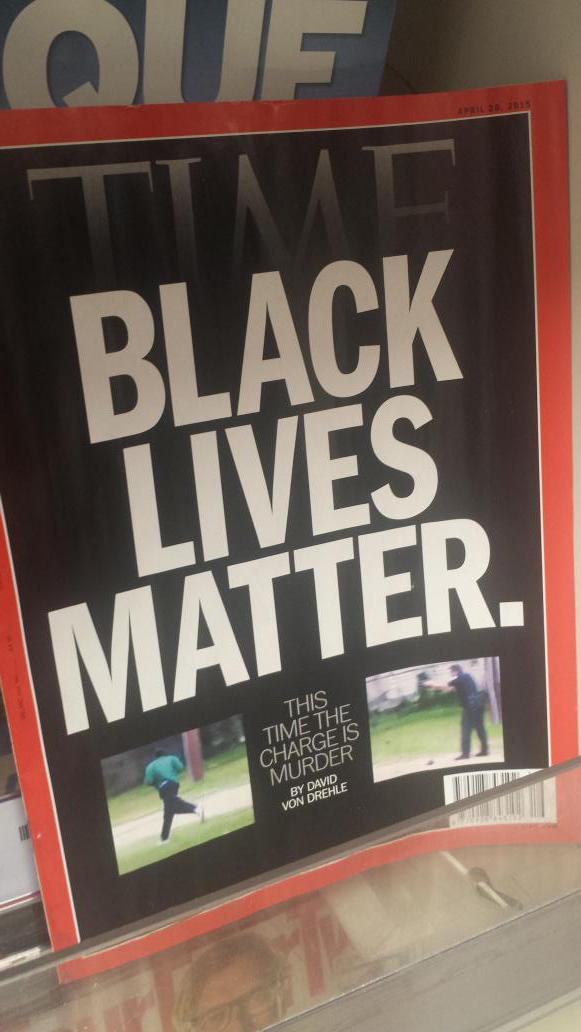 QUE
APRIL 20, 2015
TIME
BLACK
LIVES
MATTER.
THIS
TIME THE
CHARGE IS
MURDER
BY DAVID
VON DREHLE